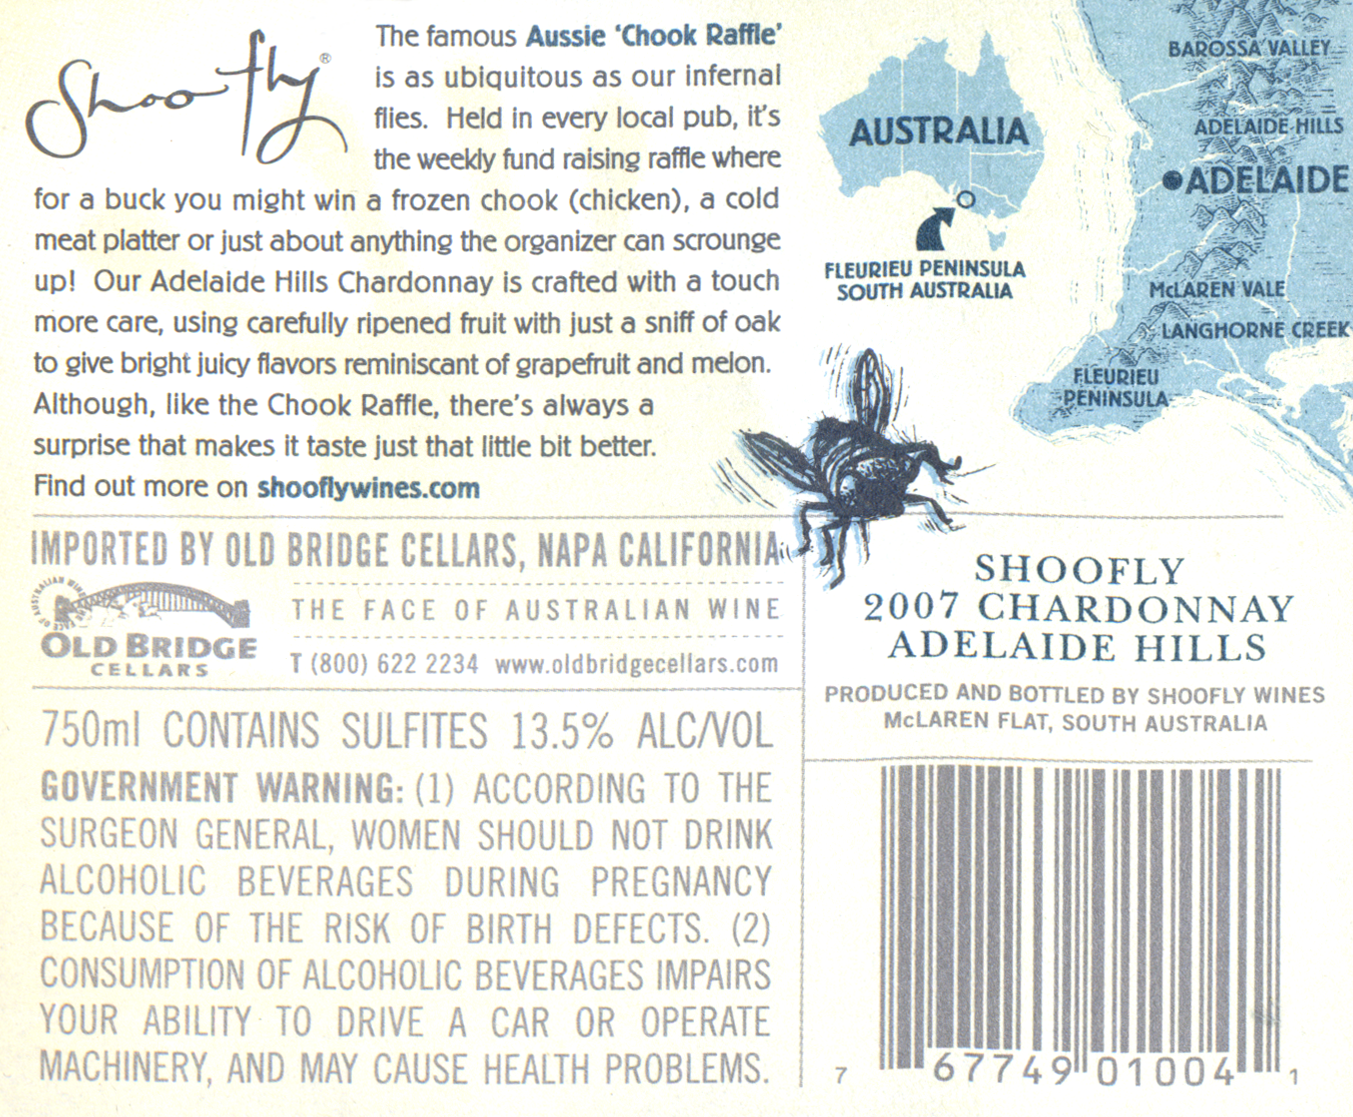 Shoo fly®
The famous Aussie ‘Chook Raffle’
is as ubiquitous as our infernal
flies. Held in every local pub, it's
the weekly fund raising raffle where
for a buck you might win a frozen chook (chicken), a cold
meat platter or just about anything the organizer can scrounge
up! Our Adelaide Hills Chardonnay is crafted with a touch
more care, using carefully ripened fruit with just a sniff of oak
to give bright juicy flavors reminiscant of grapefruit and melon.
Although, like the Chook Raffle, there's always a
surprise that makes it taste just that little bit better.
Find out more on shooflywines.com
AUSTRALIA
FLEURIEU PENINSULA
SOUTH AUSTRALIA
BAROSSA VALLEY
ADELAIDE HILLS
ADELAIDE
McLAREN VALE
LANGHORNE CREEK
FLEURIEU
PENINSULA
IMPORTED BY OLD BRIDGE CELLARS, NAPA CALIFORNIA
THE FACE OF AUSTRALIAN WINE
OLD BRIDGE
CELLARS
THE FACE OF AUSTRALIAN WINE
T (800) 622 2234 www.oldbridgecellars.com
750ml CONTAINS SULFITES 13.5% ALC/VOL
GOVERNMENT WARNING: (1) ACCORDING TO THE
SURGEON GENERAL, WOMEN SHOULD NOT DRINK
ALCOHOLIC BEVERAGES DURING PREGNANCY
BECAUSE OF THE RISK OF BIRTH DEFECTS. (2)
CONSUMPTION OF ALCOHOLIC BEVERAGES IMPAIRS
YOUR ABILITY TO DRIVE A CAR OR OPERATE
MACHINERY, AND MAY CAUSE HEALTH PROBLEMS.
SHOOFLY
2007 CHARDONNAY
ADELAIDE HILLS
PRODUCED AND BOTTLED BY SHOOFLY WINES
McLAREN FLAT, SOUTH AUSTRALIA
7 67749 01004 1